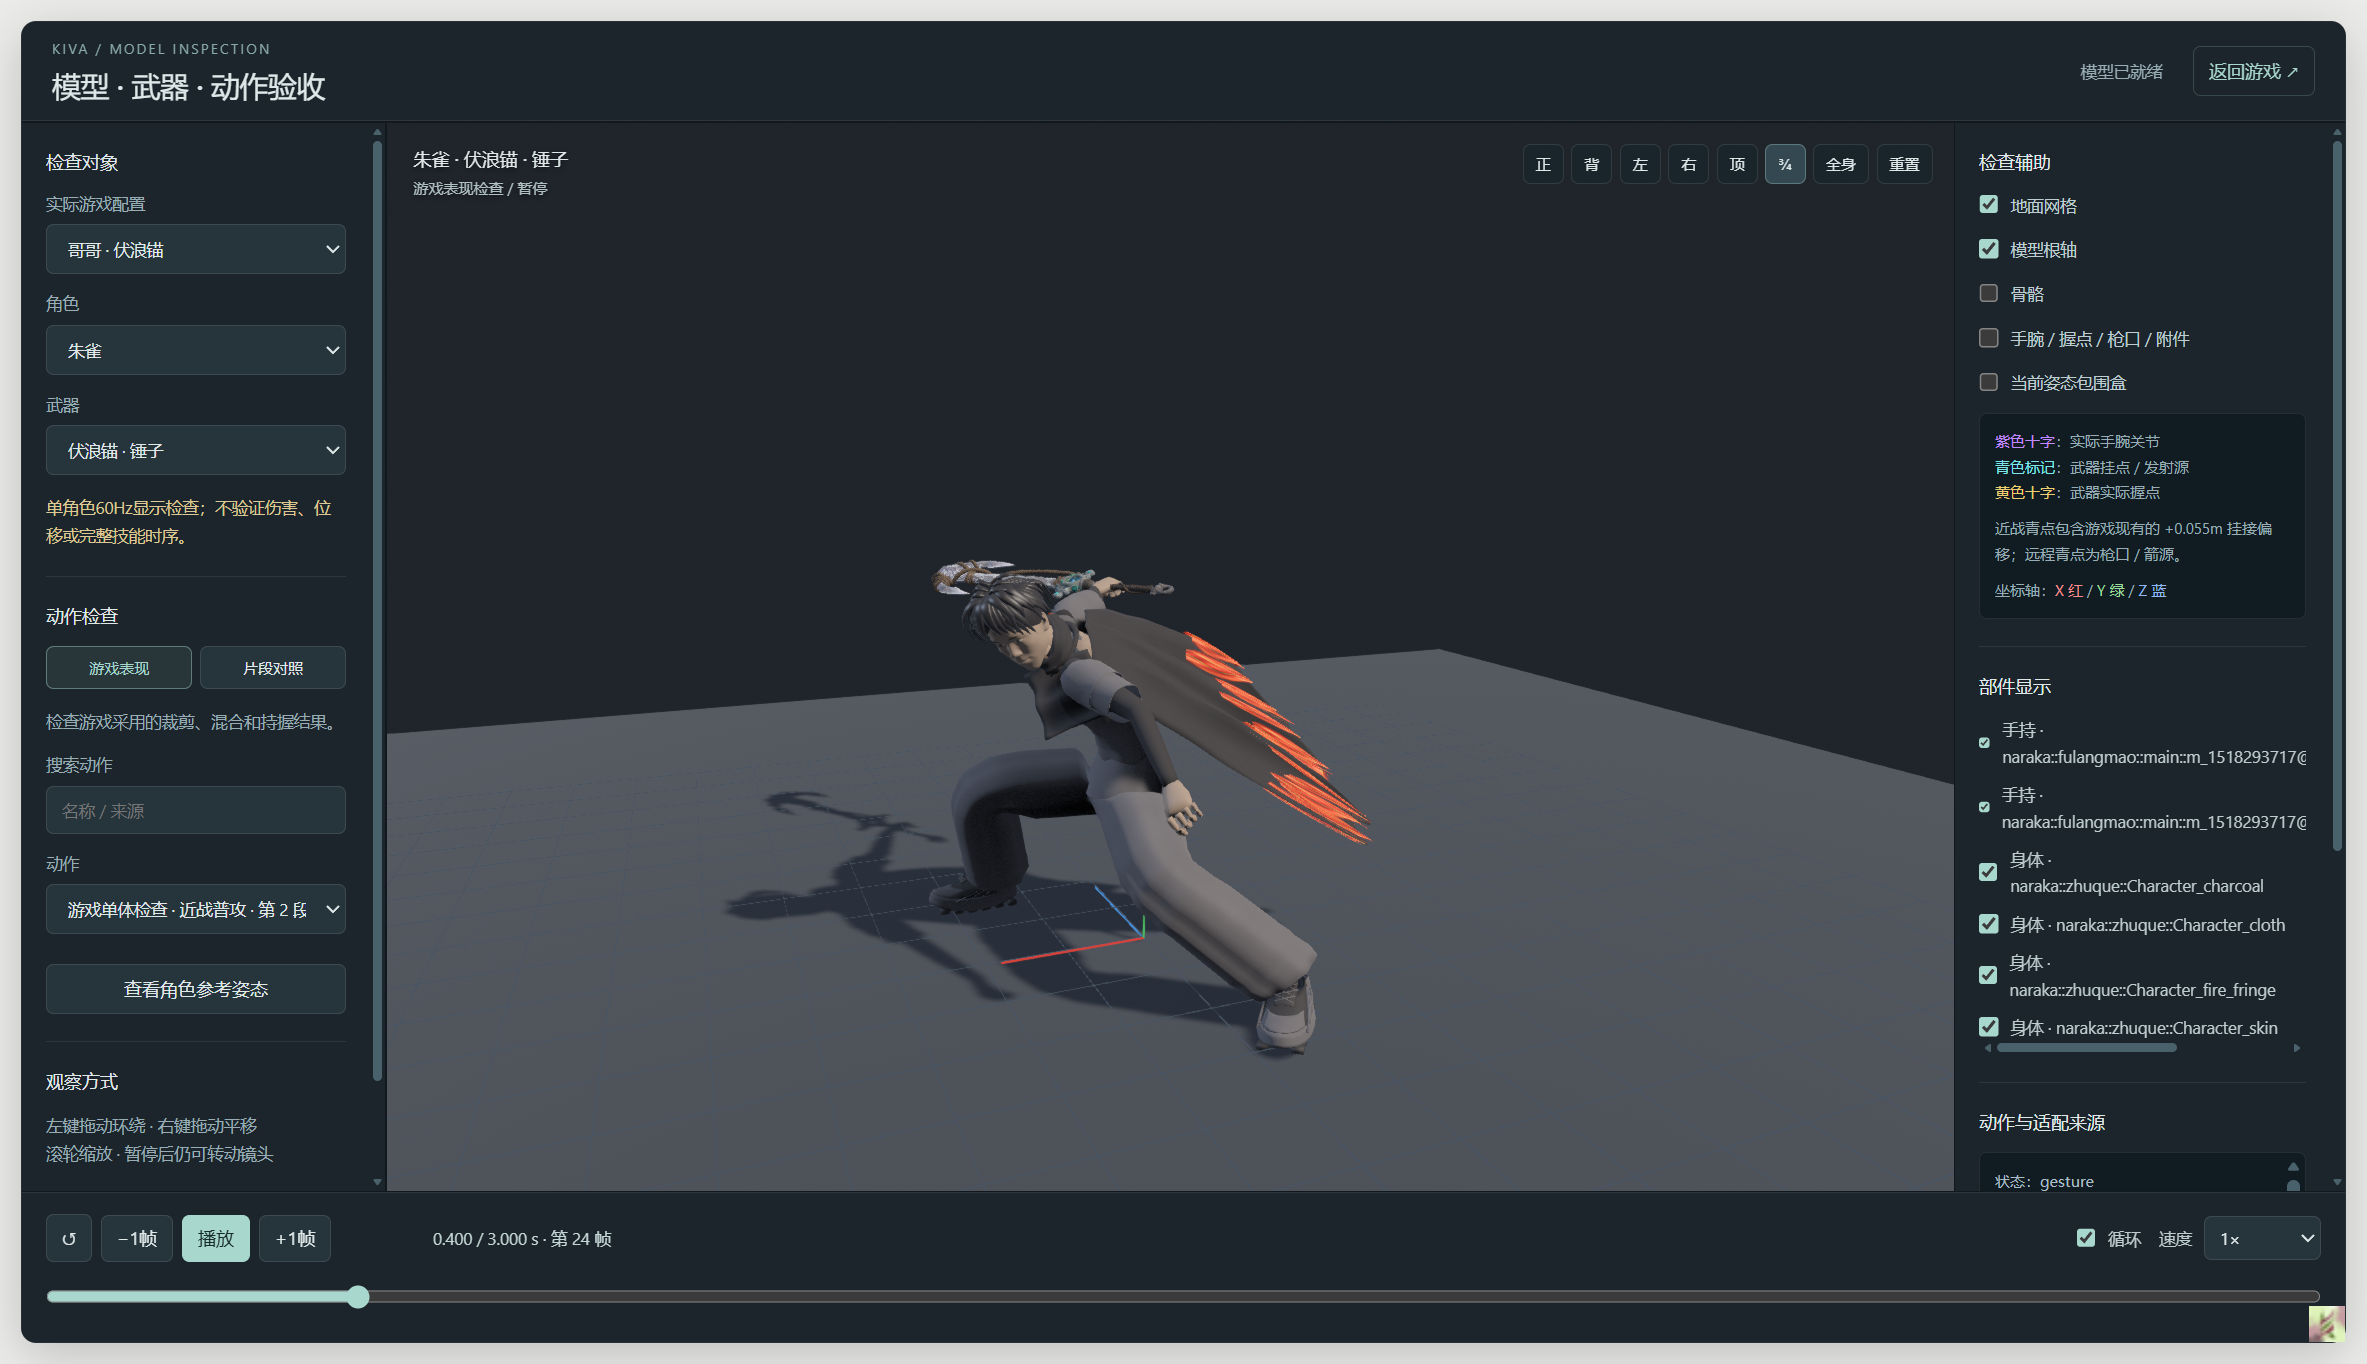 KIVA / MODEL INSPECTION
模型 · 武器 · 动作验收
模型已就绪
返回游戏 ↗
检查对象
实际游戏配置
哥哥 · 伏浪锚
角色
朱雀
武器
伏浪锚 · 锤子
单角色60Hz显示检查；不验证伤害、位
移或完整技能时序。
动作检查
游戏表现
片段对照
检查游戏采用的裁剪、混合和持握结果。
搜索动作
名称 / 来源
动作
游戏单体检查 · 近战普攻 · 第 2 段
查看角色参考姿态
观察方式
左键拖动环绕 · 右键拖动平移
滚轮缩放 · 暂停后仍可转动镜头
朱雀 · 伏浪锚 · 锤子
游戏表现检查 / 暂停
正
背
左
右
顶
¾
全身
重置
检查辅助
地面网格
模型根轴
骨骼
手腕 / 握点 / 枪口 / 附件
当前姿态包围盒
紫色十字：实际手腕关节
青色标记：武器挂点 / 发射源
黄色十字：武器实际握点
近战青点包含游戏现有的 +0.055m 挂接偏
移；远程青点为枪口 / 箭源。
坐标轴：X 红 / Y 绿 / Z 蓝
部件显示
手持 ·
naraka::fulangmao::main::m_1518293717@
手持 ·
naraka::fulangmao::main::m_1518293717@
身体 ·
naraka::zhuque::Character_charcoal
身体 · naraka::zhuque::Character_cloth
身体 ·
naraka::zhuque::Character_fire_fringe
身体 · naraka::zhuque::Character_skin
动作与适配来源
状态：gesture
↺
−1帧
播放
+1帧
0.400 / 3.000 s · 第 24 帧
循环
速度
1×